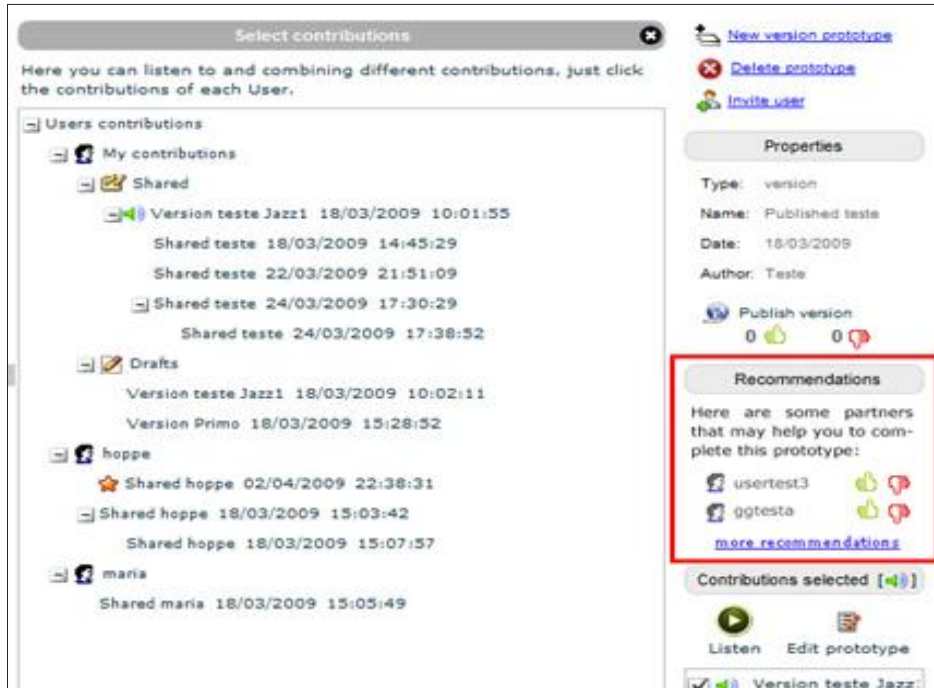 Select contributions
Here you can listen to and combining different contributions, just click
the contributions of each User.
Users contributions
My contributions
Shared
Version teste Jazz1 18/03/2009 10:01:55
Shared teste 18/03/2009 14:45:29
Shared teste 22/03/2009 21:51:09
Shared teste 24/03/2009 17:30:29
Shared teste 24/03/2009 17:38:52
Drafts
Version teste Jazz1 18/03/2009 10:02:11
Version Primo 18/03/2009 15:28:52
hoppe
Shared hoppe 02/04/2009 22:38:31
Shared hoppe 18/03/2009 15:03:42
Shared hoppe 18/03/2009 15:07:57
maria
Shared maria 18/03/2009 15:05:49
New version prototype
Delete prototype
Invite user
Properties
Type: version
Name: Published teste
Date: 18/03/2009
Author: Teste
Publish version
0 0
Recommendations
Here are some partners
that may help you to com-
plete this prototype:
usertest3
ggtesta
more recommendations
Contributions selected [ ]
Listen Edit prototype
Version teste Jazz